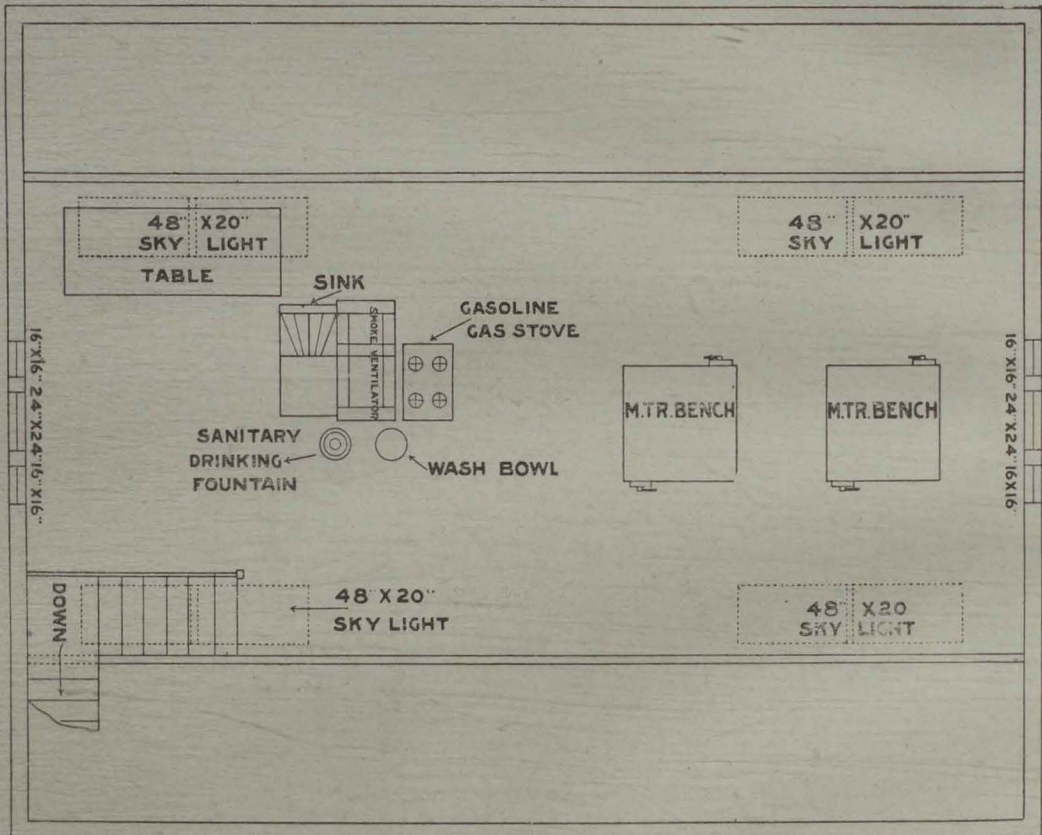 48" X20"
SKY LIGHT
TABLE
48" X20"
SKY LIGHT
SINK
SMOKE VENTILATOR
GASOLINE
GAS STOVE
16"X16" 24"X24" 16"X16"
M.TR.BENCH
M.TR.BENCH
16"X16" 24"X24" 16X16"
SANITARY
DRINKING
FOUNTAIN
WASH BOWL
DOWN
48"X20"
SKY LIGHT
48" X20
SKY LIGHT